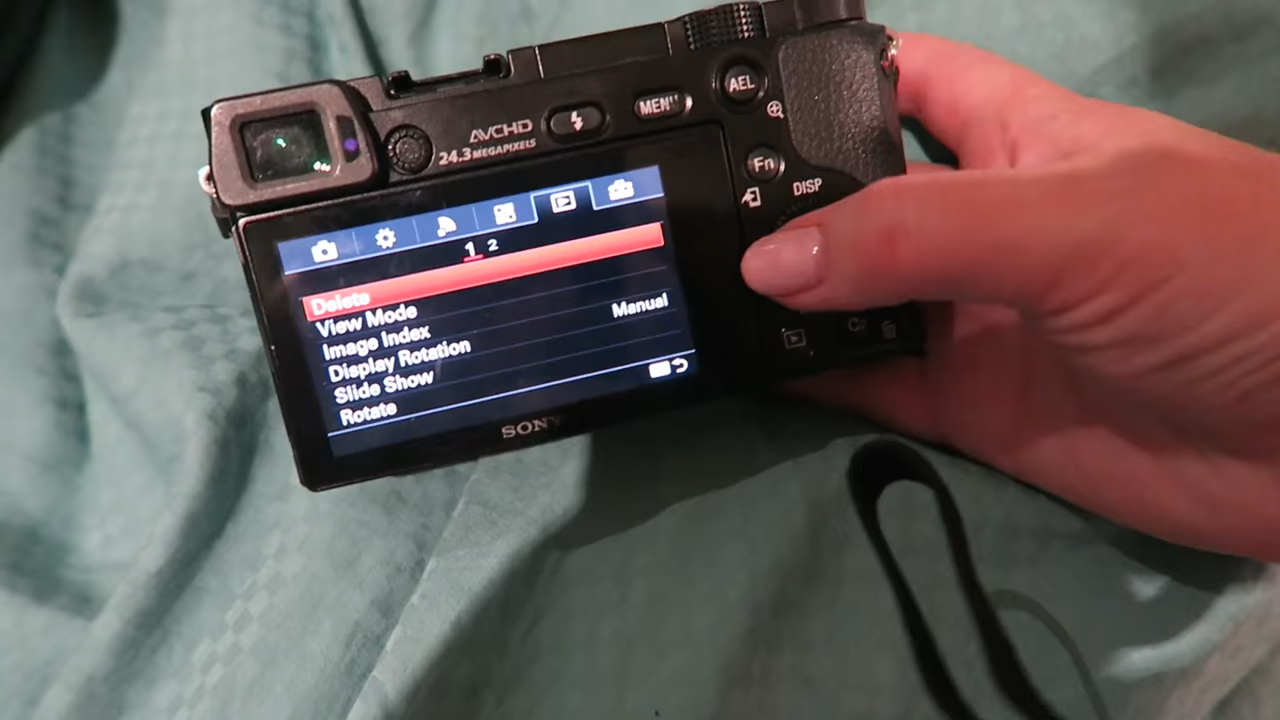 AEL
MENU
AVCHD
24.3 MEGAPIXELS
Fn
DISP
1 2
Delete
View Mode
Image Index
Display Rotation Manual
Slide Show
Rotate
SONY